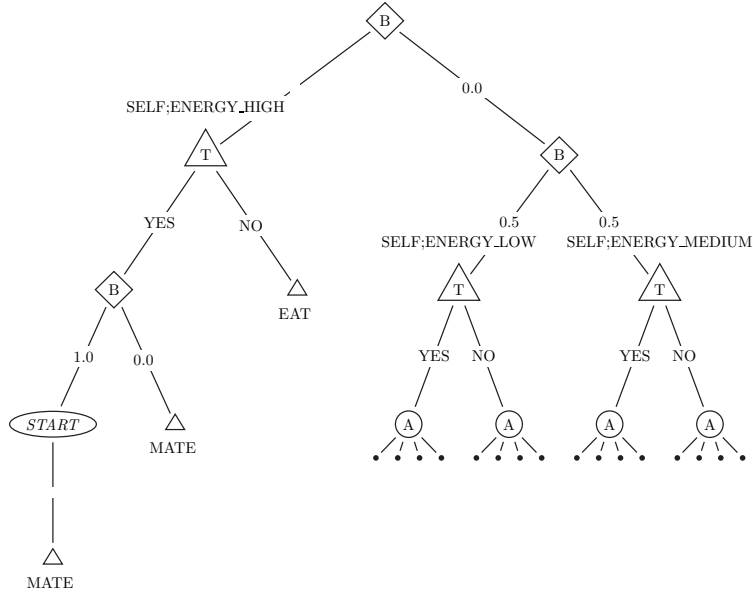 B
0.0
SELF;ENERGY_HIGH
T
B
YES
NO
0.5
0.5
SELF;ENERGY_LOW
SELF;ENERGY_MEDIUM
B
EAT
T
T
1.0
0.0
YES
NO
YES
NO
START
MATE
A
A
A
A
MATE